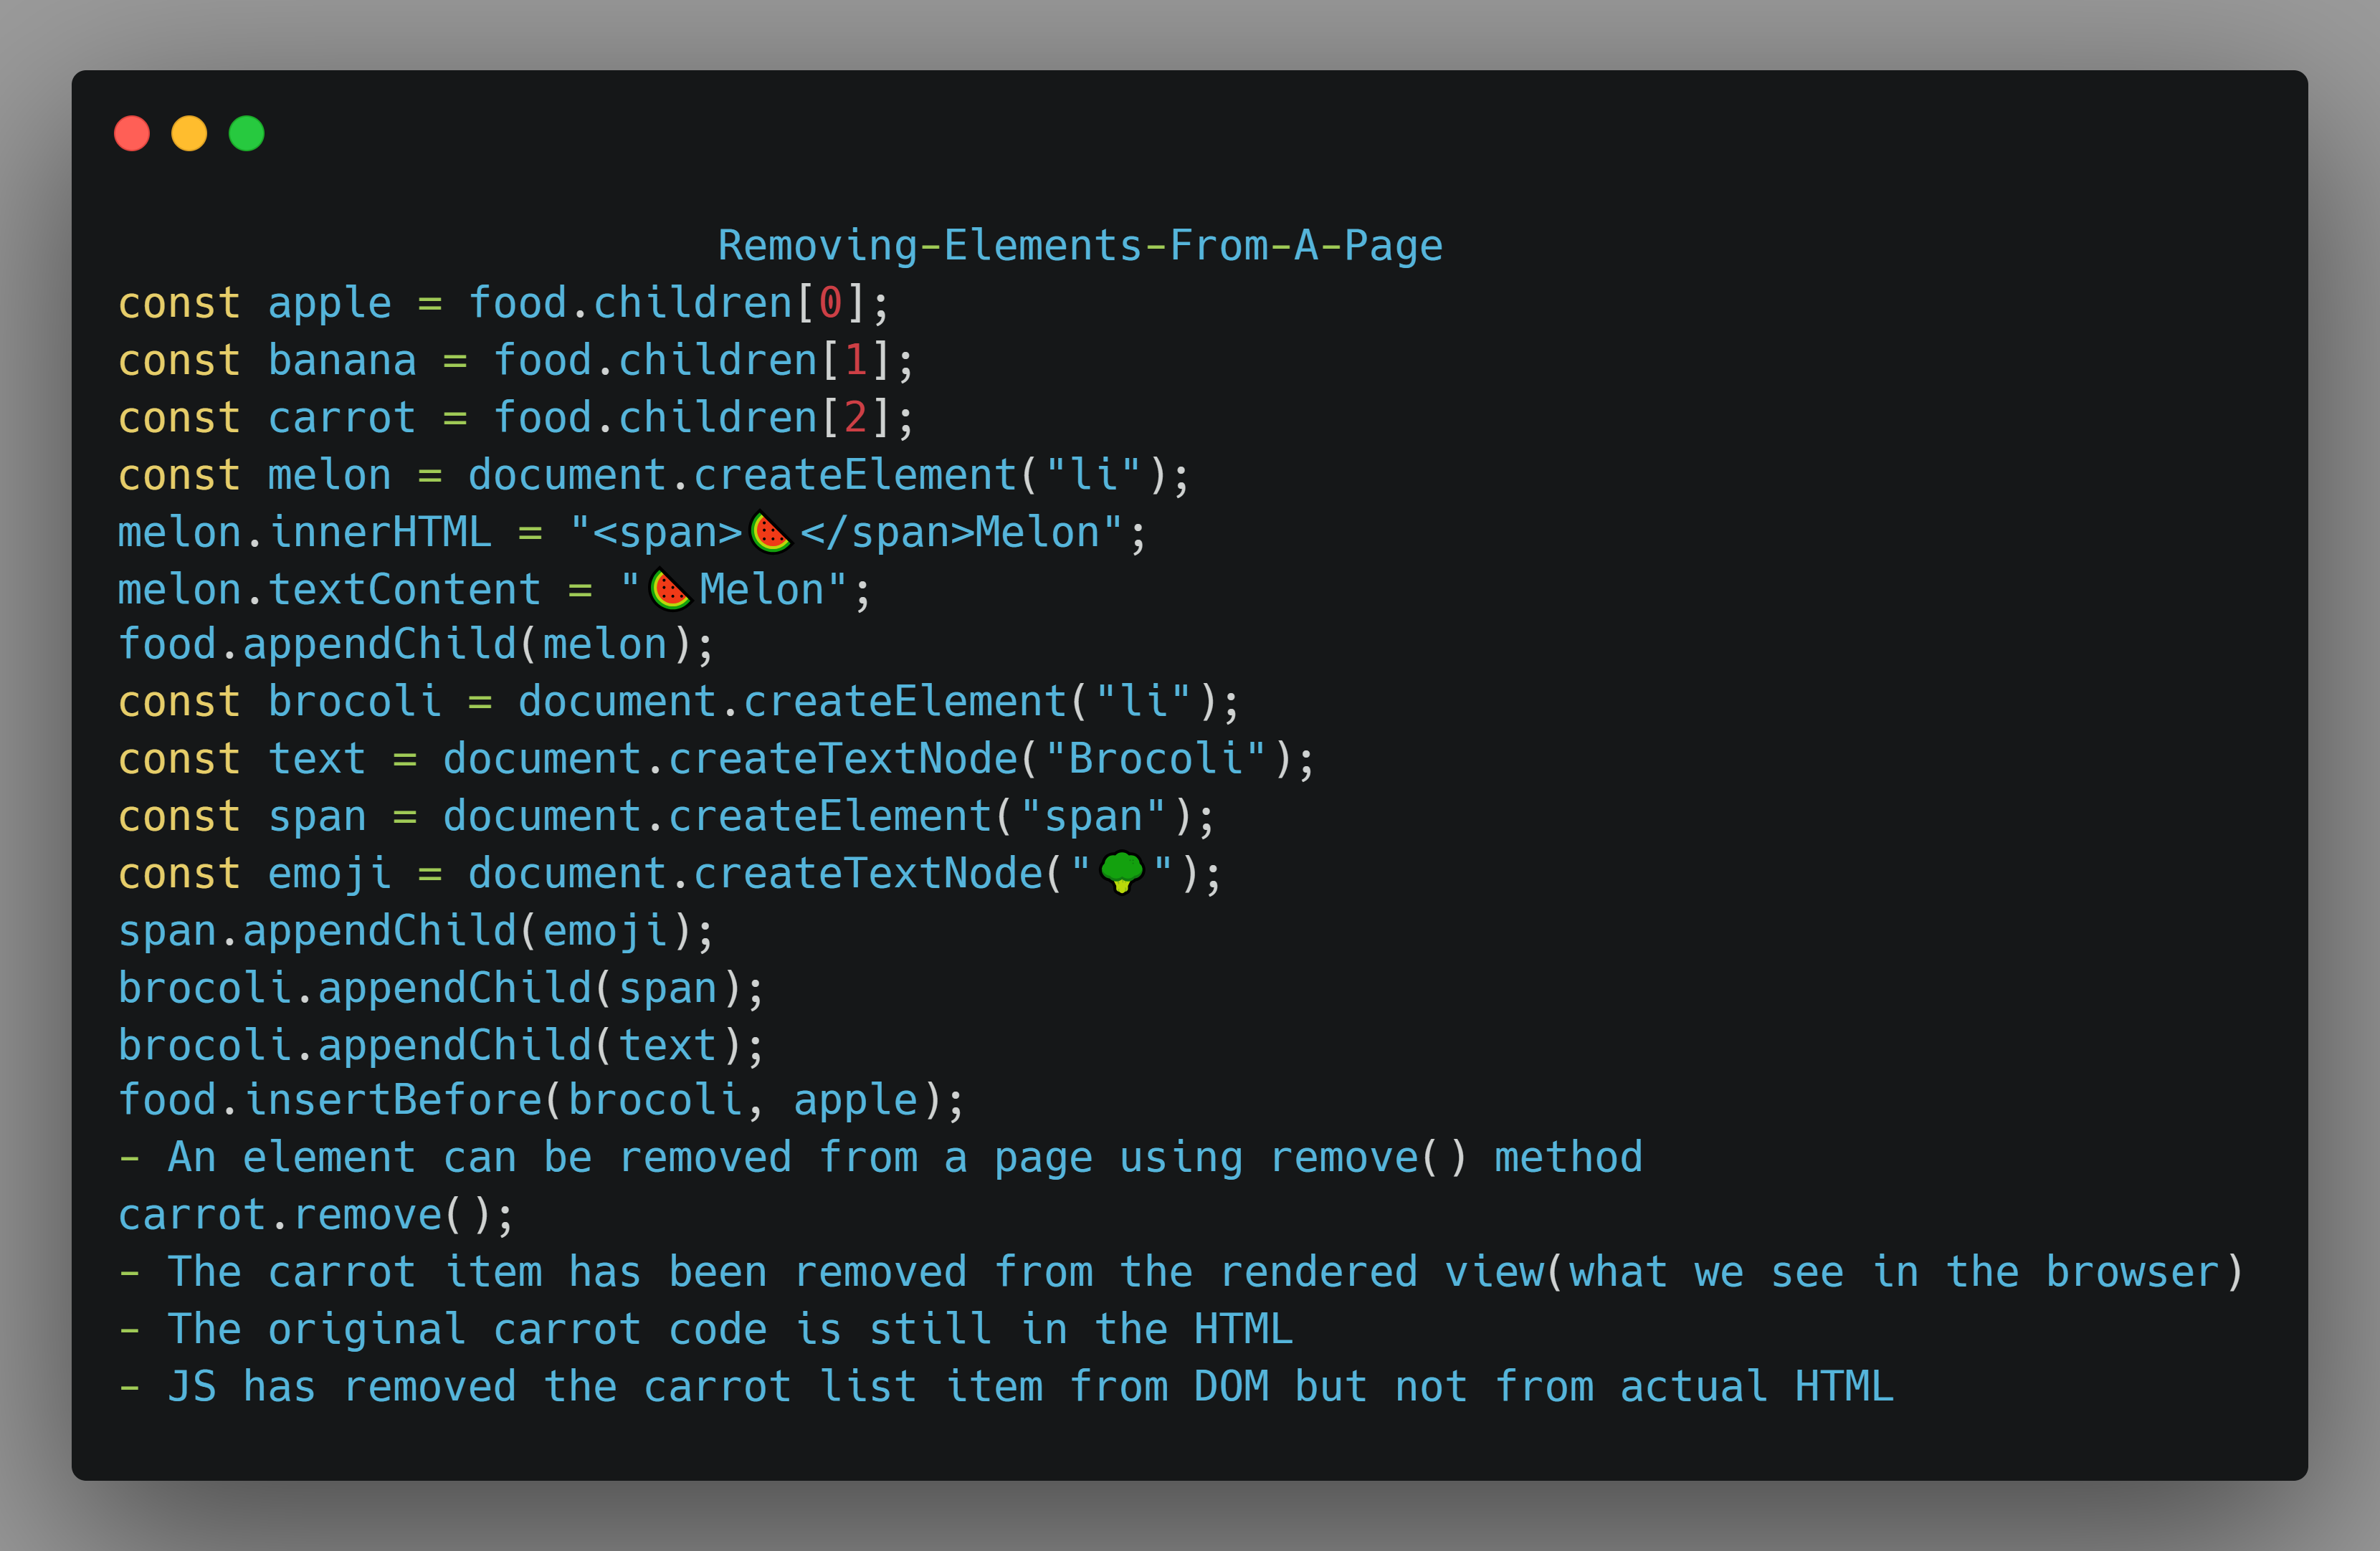 Removing-Elements-From-A-Page
const apple = food.children[0];
const banana = food.children[1];
const carrot = food.children[2];
const melon = document.createElement("li");
melon.innerHTML = "<span>🍉</span>Melon";
melon.textContent = "🍉Melon";
food.appendChild(melon);
const brocoli = document.createElement("li");
const text = document.createTextNode("Brocoli");
const span = document.createElement("span");
const emoji = document.createTextNode("🥦");
span.appendChild(emoji);
brocoli.appendChild(span);
brocoli.appendChild(text);
food.insertBefore(brocoli, apple);
- An element can be removed from a page using remove() method
carrot.remove();
- The carrot item has been removed from the rendered view(what we see in the browser)
- The original carrot code is still in the HTML
- JS has removed the carrot list item from DOM but not from actual HTML